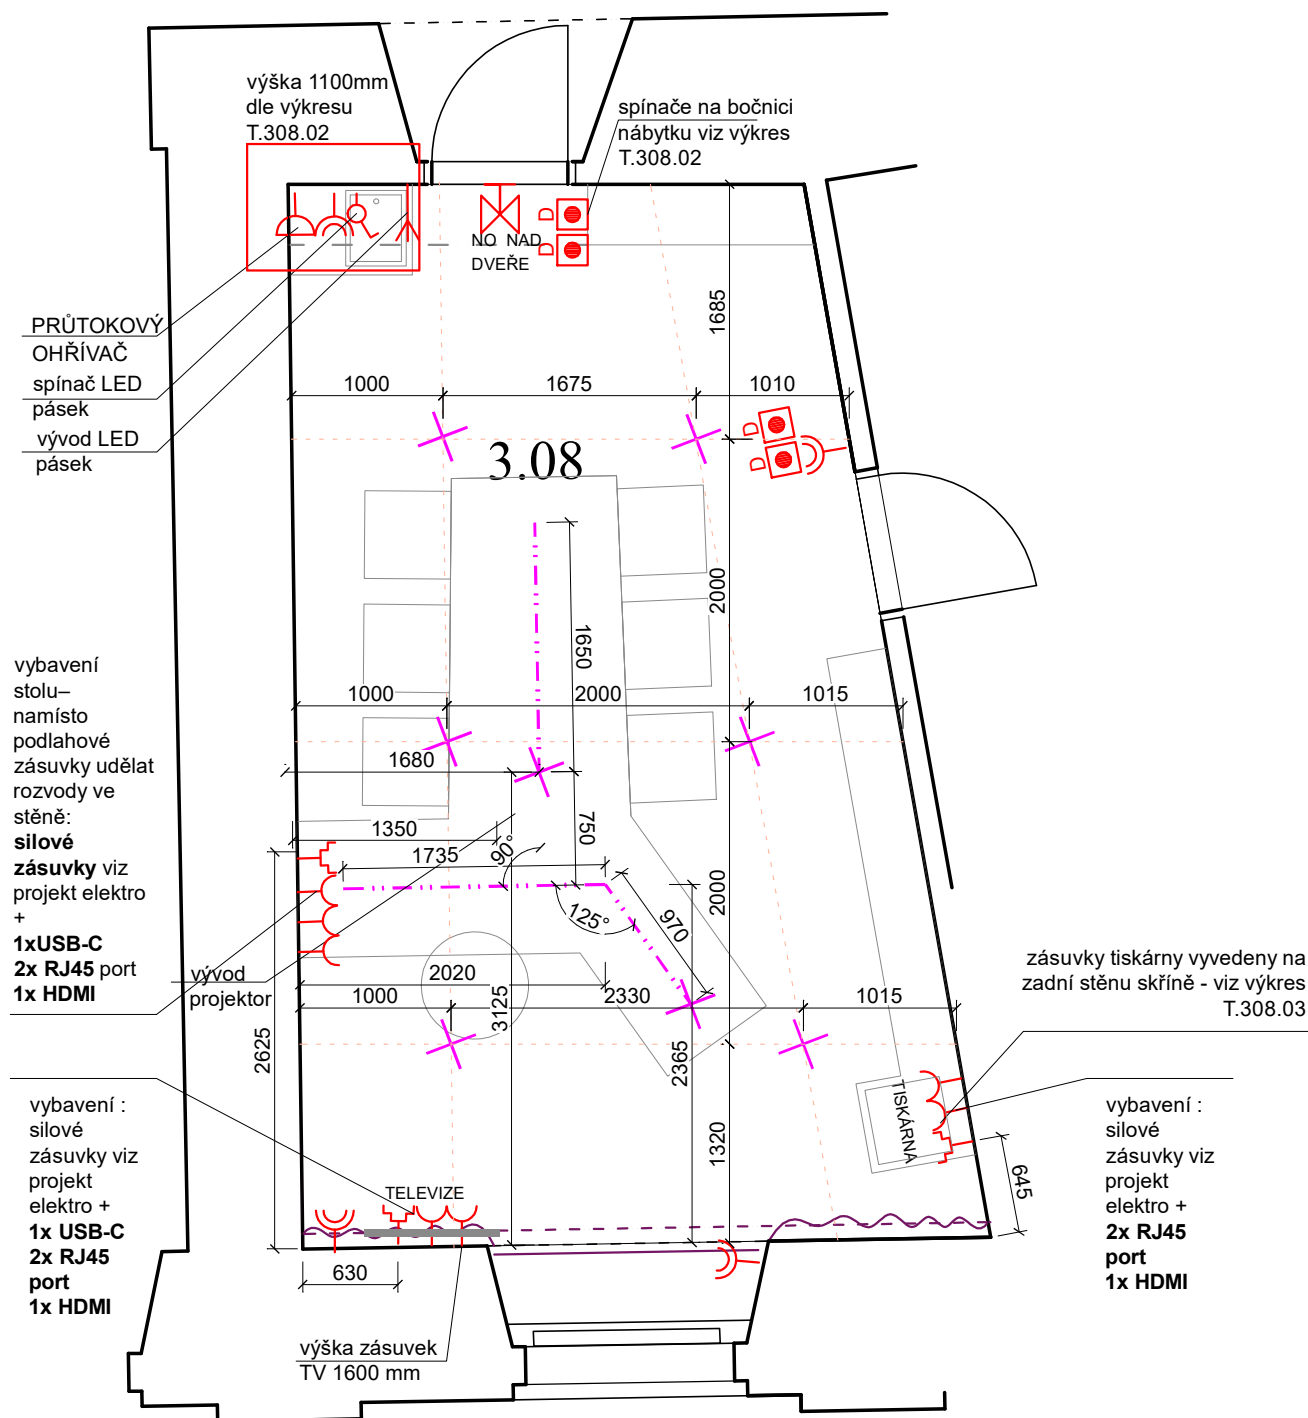 výška 1100mm
dle výkresu
T.308.02
spínače na bočnici
nábytku viz výkres
T.308.02
D
D
NO NAD
DVEŘE
PRŮTOKOVÝ
OHŘÍVAČ
spínač LED
pásek
vývod LED
pásek
1685
1000
1675
1010
D
D
3.08
2000
1650
vybavení
stolu–
namísto
podlahové
zásuvky udělat
rozvody ve
stěně:
silové
zásuvky viz
projekt elektro
+
1xUSB-C
2x RJ45 port
1x HDMI
1000
2000
1015
1680
750
1350
1735
90°
125°
970
2000
vývod
projektor
2020
1000
2330
1015
3125
2625
2365
zásuvky tiskárny vyvedeny na
zadní stěnu skříně - viz výkres
T.308.03
TISKÁRNA
1320
645
vybavení :
silové
zásuvky viz
projekt
elektro +
1x USB-C
2x RJ45
port
1x HDMI
vybavení :
silové
zásuvky viz
projekt
elektro +
2x RJ45
port
1x HDMI
TELEVIZE
630
výška zásuvek
TV 1600 mm